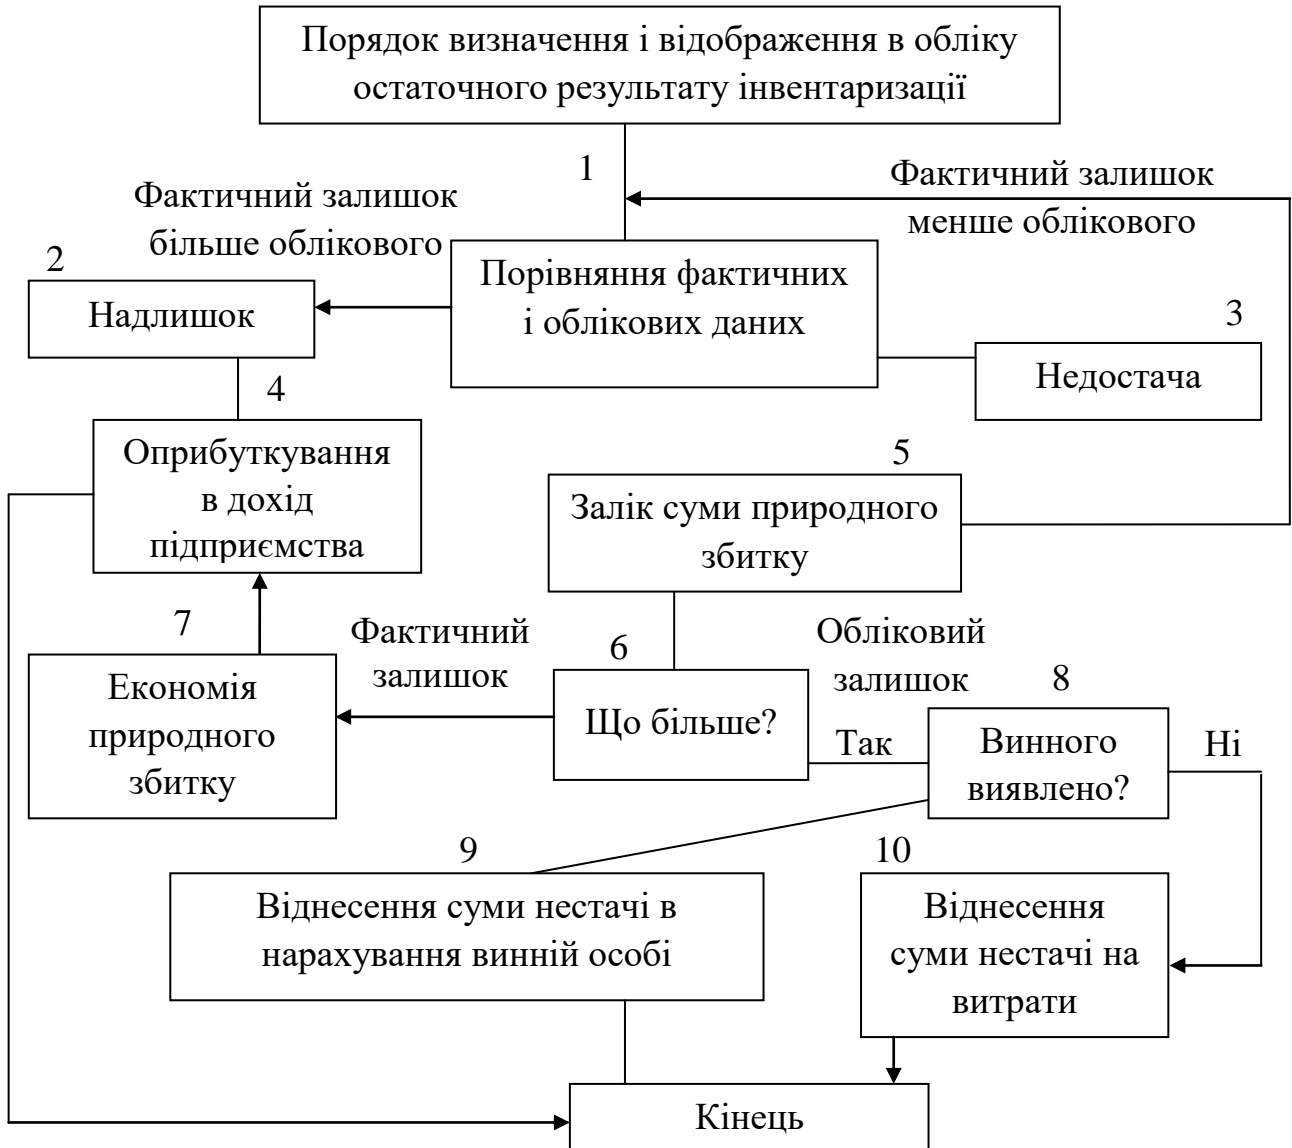 Порядок визначення і відображення в обліку
остаточного результату інвентаризації
1
Фактичний залишок
більше облікового
Фактичний залишок
менше облікового
2
Надлишок
Порівняння фактичних
і облікових даних
3
Недостача
4
Оприбуткування
в дохід
підприємства
5
Залік суми природного
збитку
7
Економія
природного
збитку
Фактичний
залишок
6
Що більше?
Обліковий
залишок
Так
8
Винного
виявлено?
Ні
9
Віднесення суми нестачі в
нарахування винній особі
10
Віднесення
суми нестачі на
витрати
Кінець